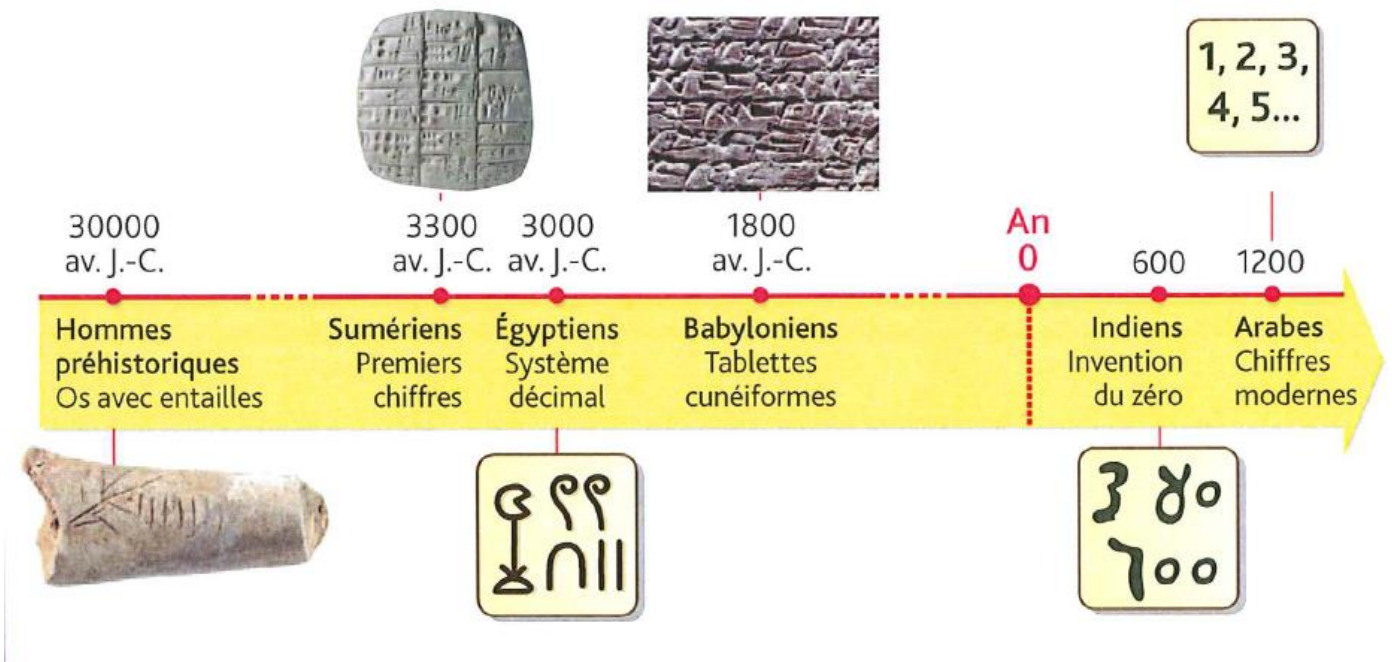 1, 2, 3,
4, 5...
30000
av. J.-C.
3300
av. J.-C.
3000
av. J.-C.
1800
av. J.-C.
An
0
600
1200
Hommes
préhistoriques
Os avec entailles
Sumériens
Premiers
chiffres
Égyptiens
Système
décimal
Babyloniens
Tablettes
cunéiformes
Indiens
Invention
du zéro
Arabes
Chiffres
modernes